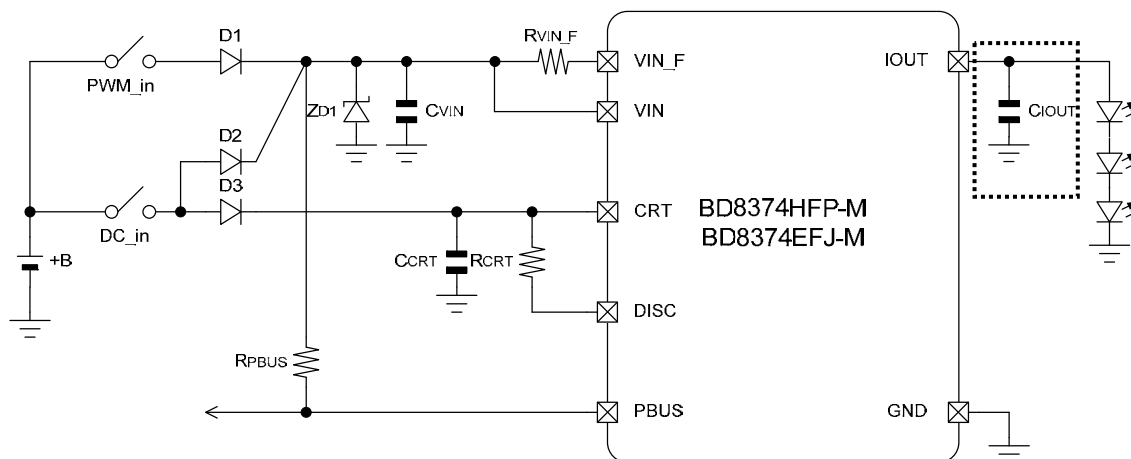 D1
RVIN_F
VIN_F
IOUT
PWM_in
ZD1
CVIN
VIN
CIOUT
D2
D3
CRT
BD8374HFP-M
BD8374EFJ-M
DC_in
+B
CCRT
RCRT
DISC
RPBUS
PBUS
GND